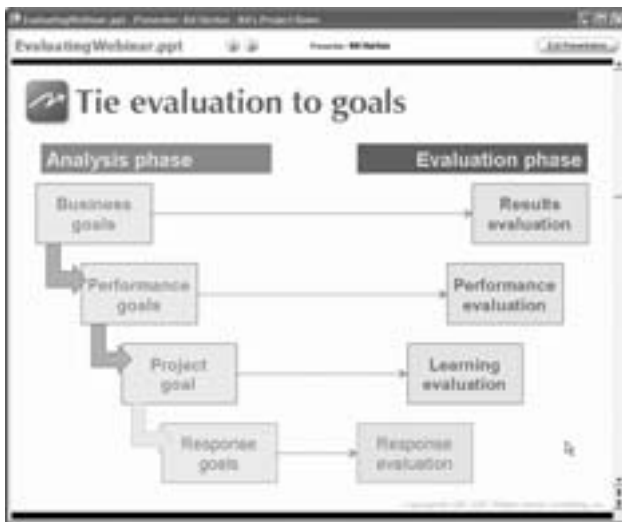 EvaluatingWebinar.ppt
Tie evaluation to goals
Analysis phase
Evaluation phase
Business
goals
Results
evaluation
Performance
goals
Performance
evaluation
Project
goal
Learning
evaluation
Response
goals
Response
evaluation